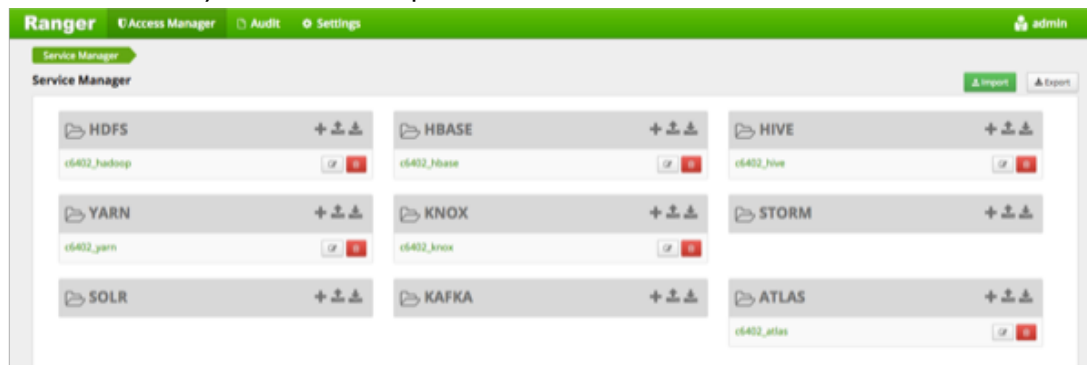 Ranger Access Manager Audit Settings admin
Service Manager
Service Manager Import Export
HDFS HBASE HIVE
c6402_hadoop c6402_hbase c6402_hive
YARN KNOX STORM
c6402_yarn c6402_knox
SOLR KAFKA ATLAS
c6402_atlas